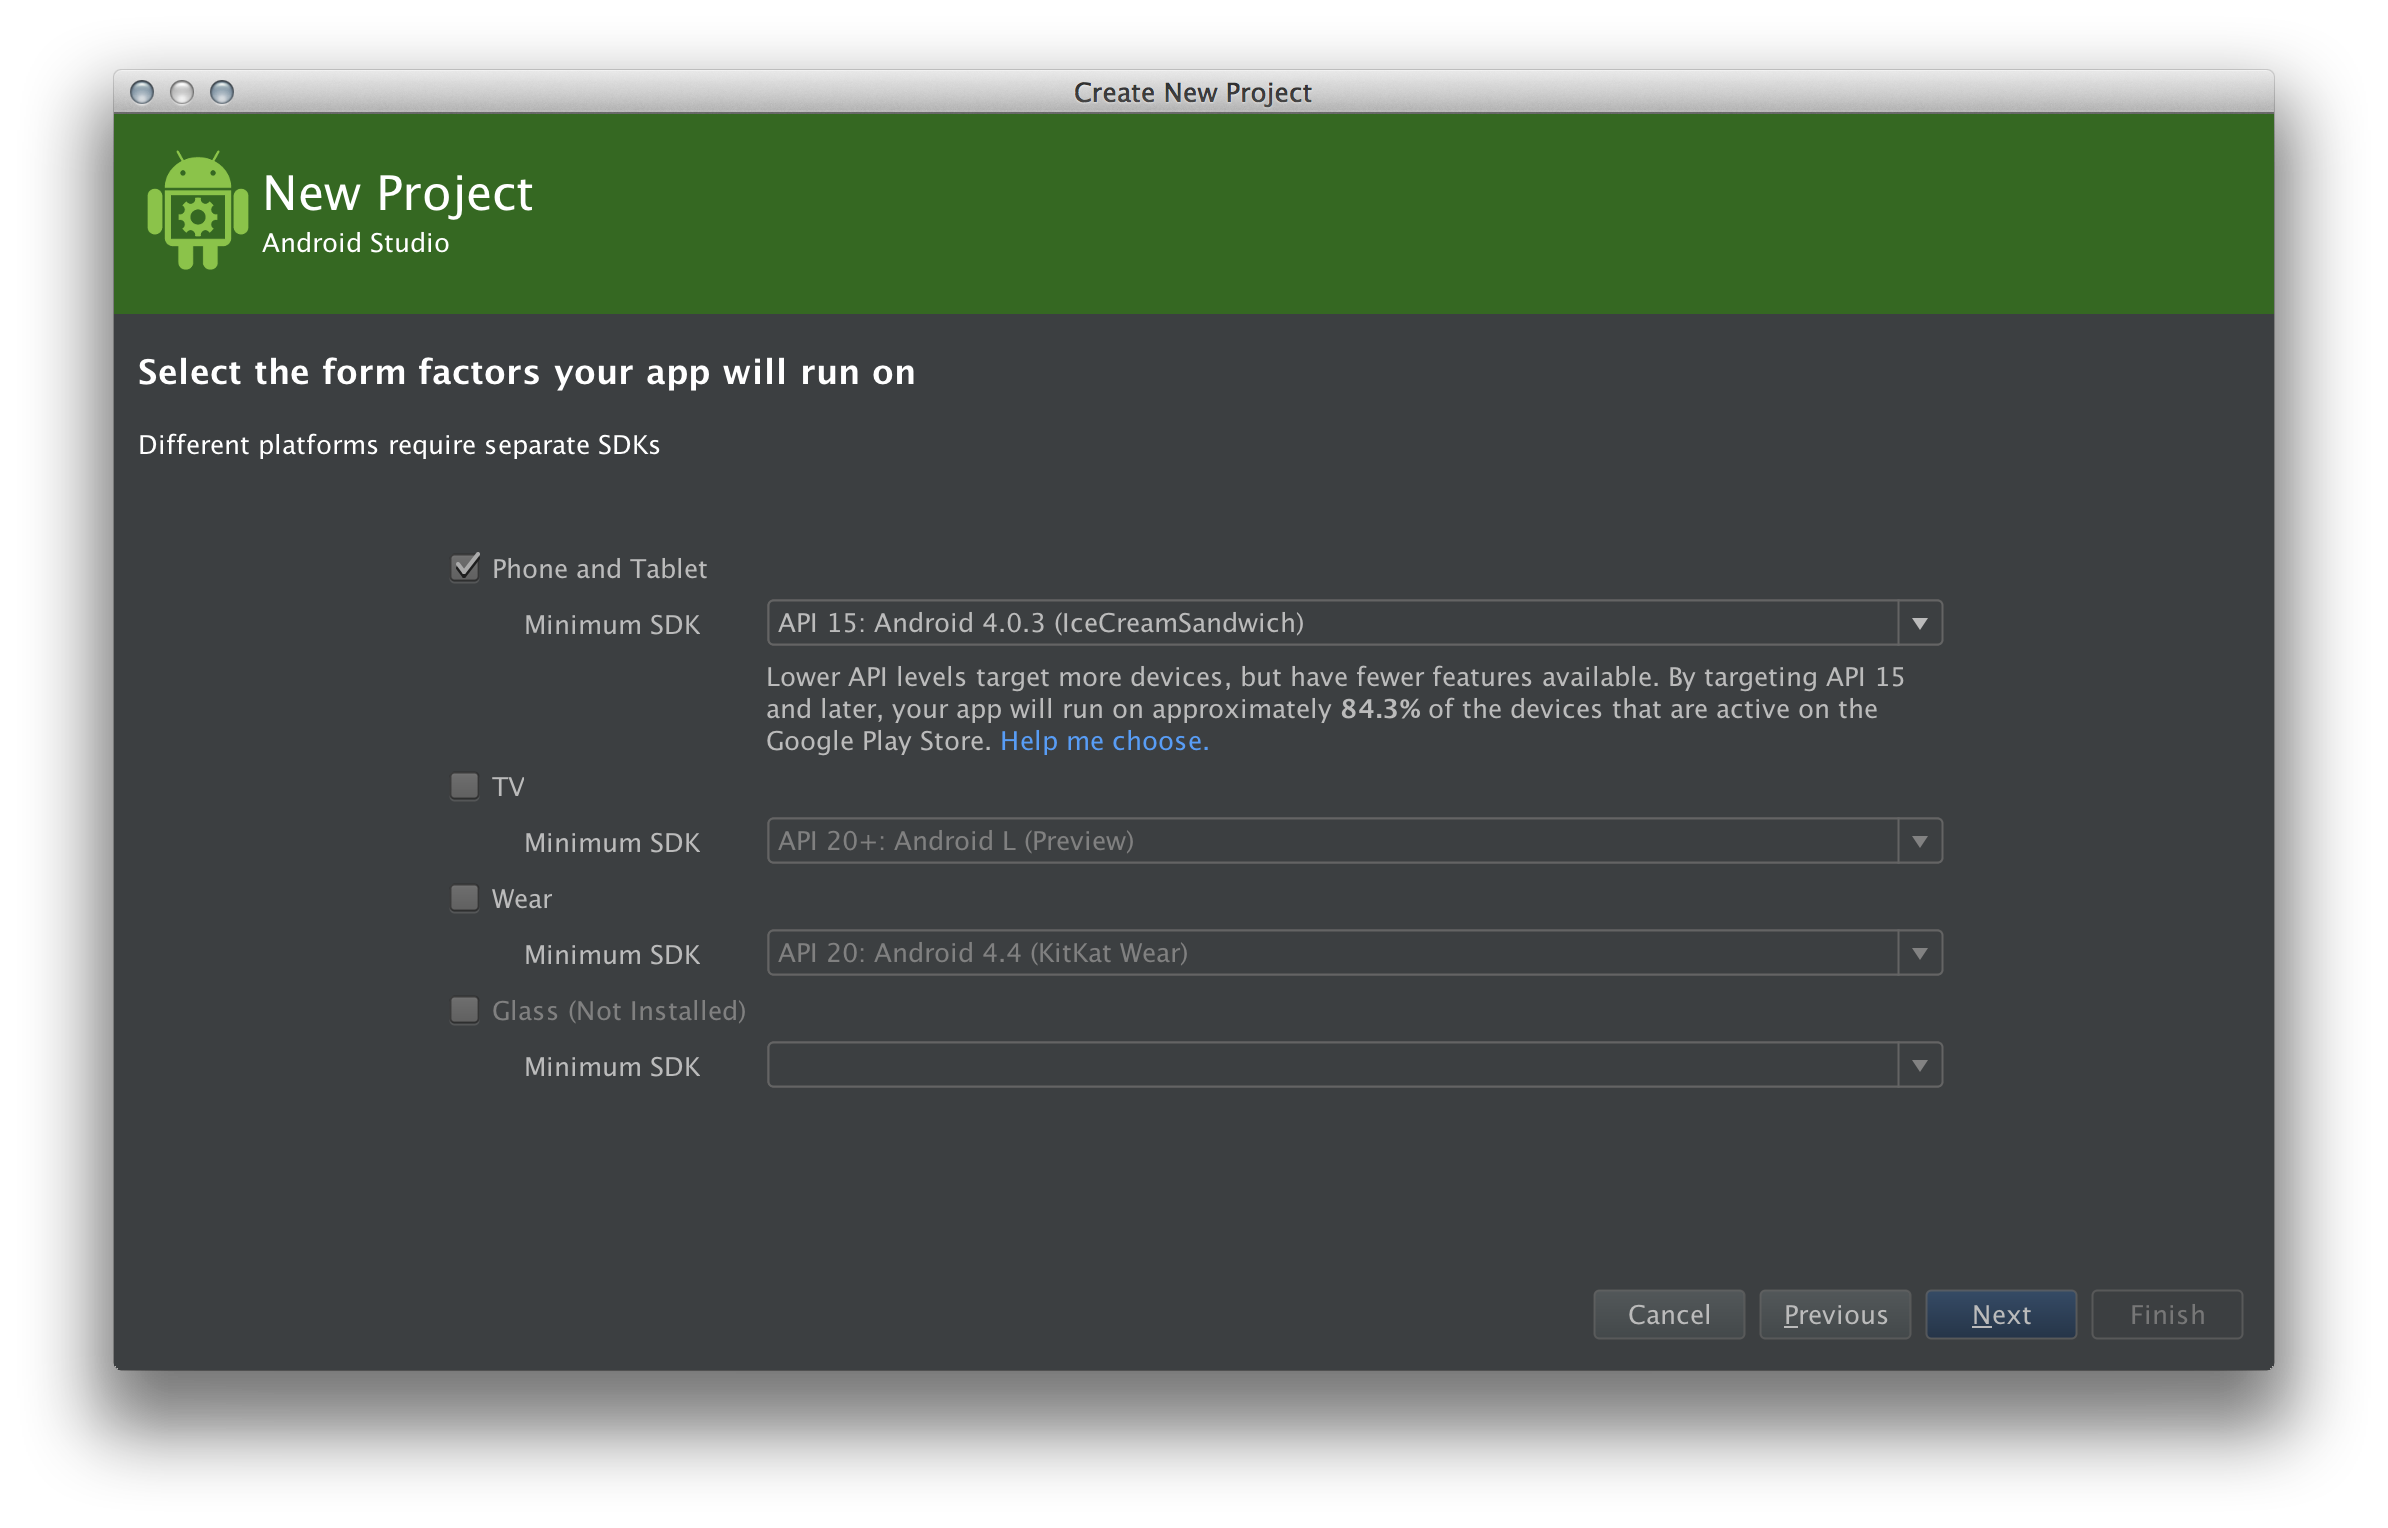 Create New Project
New Project
Android Studio
Select the form factors your app will run on
Different platforms require separate SDKs
Phone and Tablet
Minimum SDK
API 15: Android 4.0.3 (IceCreamSandwich)
Lower API levels target more devices, but have fewer features available. By targeting API 15
and later, your app will run on approximately 84.3% of the devices that are active on the
Google Play Store. Help me choose.
TV
Minimum SDK
API 20+: Android L (Preview)
Wear
Minimum SDK
API 20: Android 4.4 (KitKat Wear)
Glass (Not Installed)
Minimum SDK
Cancel
Previous
Next
Finish